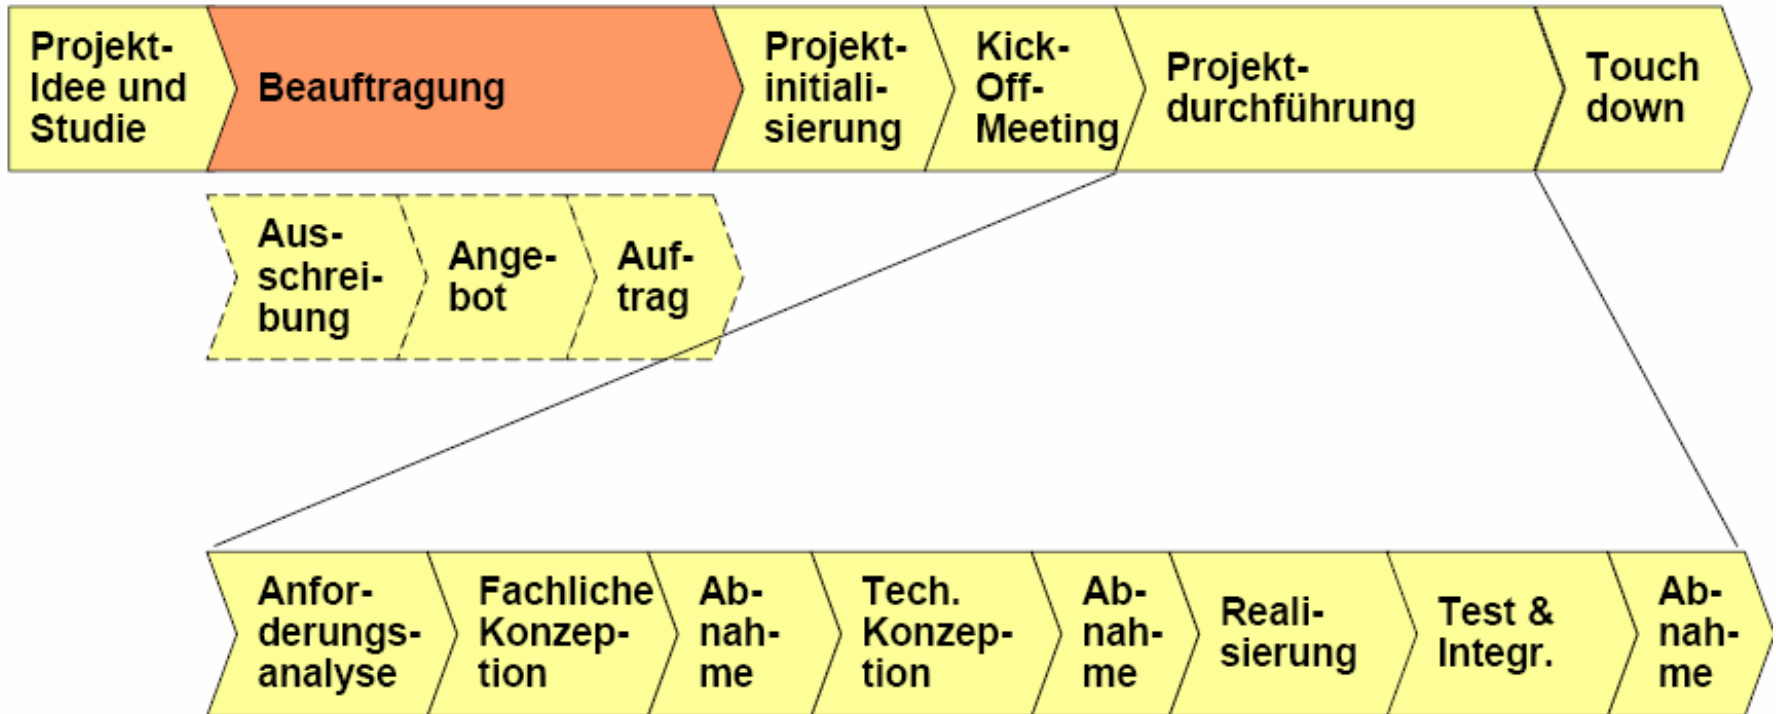 Projekt-
Idee und
Studie
Beauftragung
Projekt-
initiali-
sierung
Kick-
Off-
Meeting
Projekt-
durchführung
Touch
down
Aus-
schrei-
bung
Ange-
bot
Auf-
trag
Anfor-
derungs-
analyse
Fachliche
Konzep-
tion
Ab-
nah-
me
Tech.
Konzep-
tion
Ab-
nah-
me
Reali-
sierung
Test &
Integr.
Ab-
nah-
me